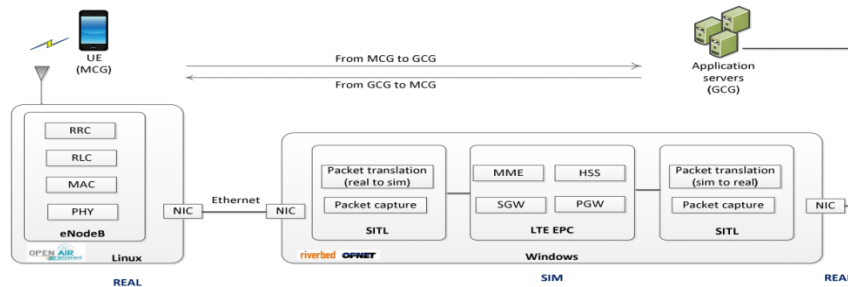 UE
(MCG)
From MCG to GCG
From GCG to MCG
Application
servers
(GCG)
RRC
RLC
MAC
PHY
eNodeB
OPEN AIR
INTERFACE
Linux
REAL
NIC
Ethernet
NIC
Packet translation
(real to sim)
Packet capture
SITL
MME
HSS
SGW
PGW
LTE EPC
Packet translation
(sim to real)
Packet capture
SITL
riverbed OPNET
Windows
SIM
NIC
REAL